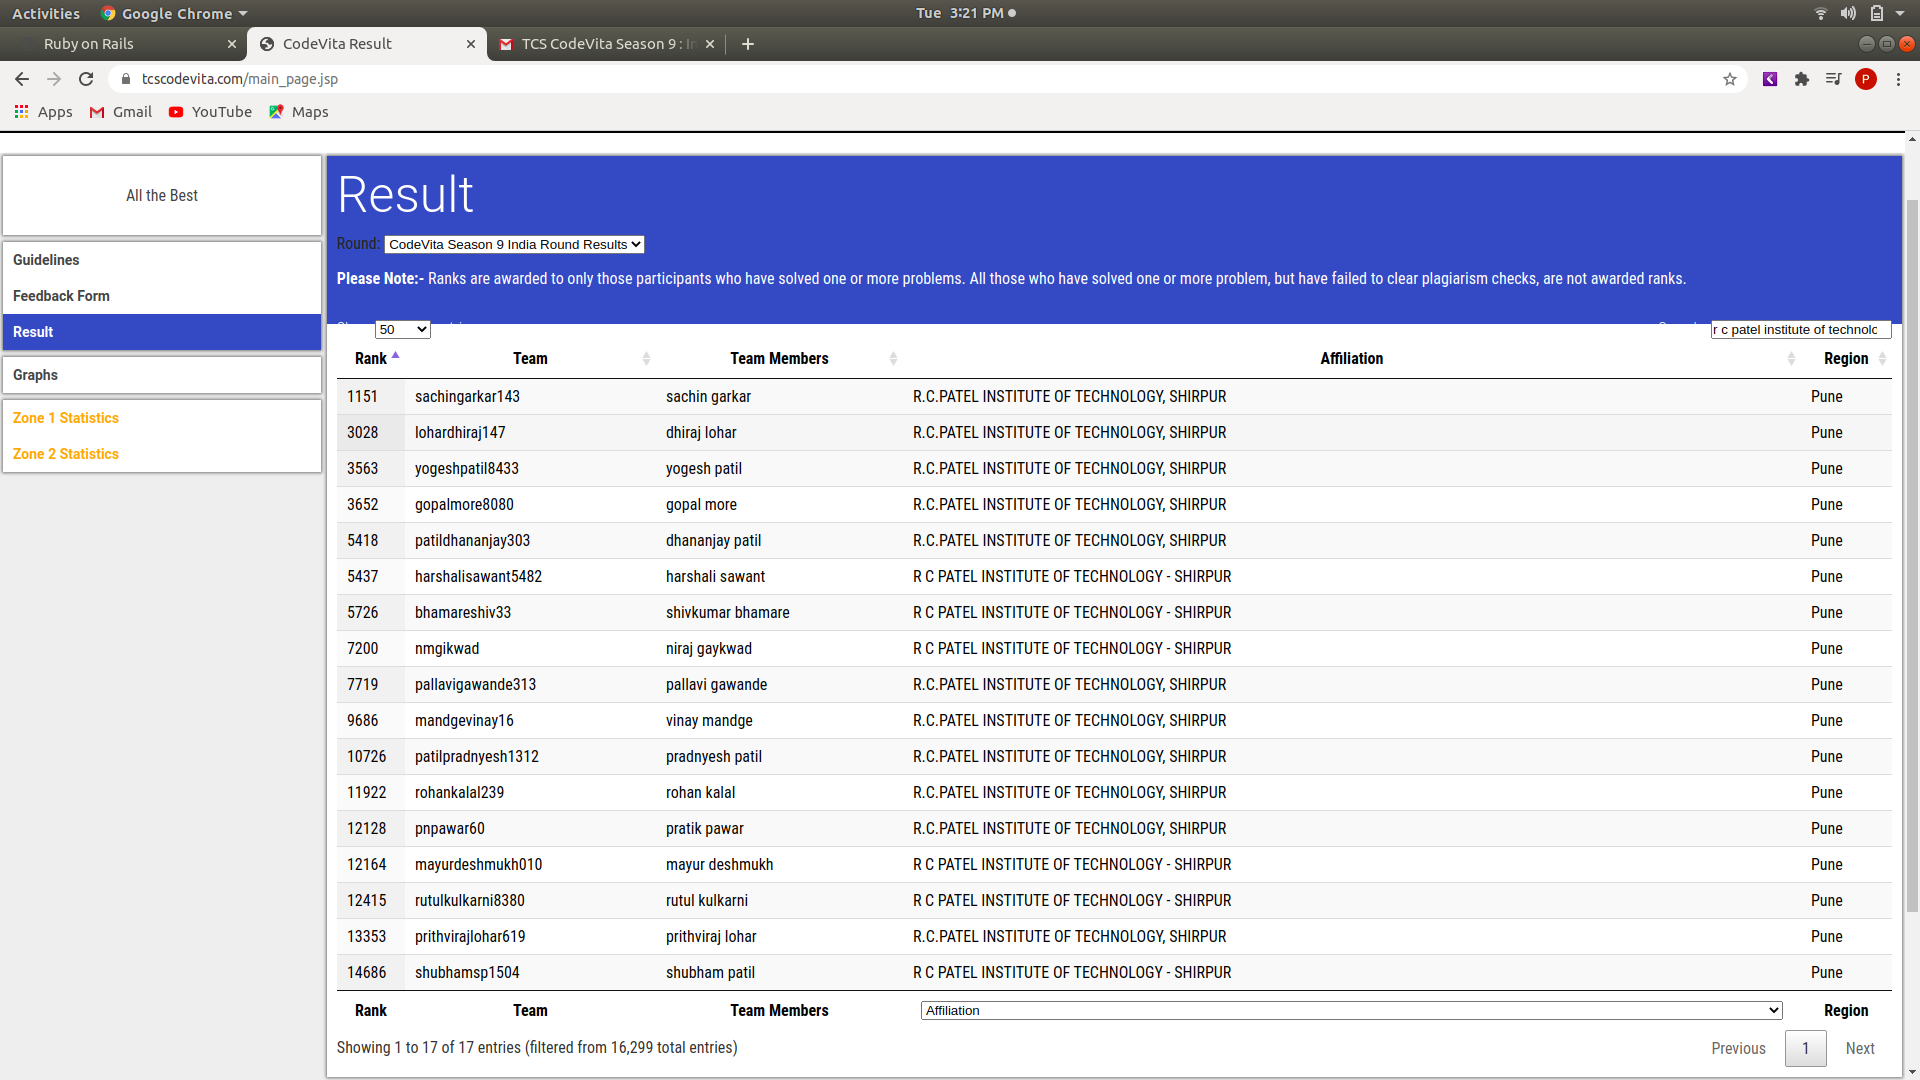 Activities Google Chrome Tue 3:21 PM
Ruby on Rails CodeVita Result TCS CodeVita Season 9 : In
tcscodevita.com/main_page.jsp P
Apps Gmail YouTube Maps
All the Best
Guidelines
Feedback Form
Result
Graphs
Zone 1 Statistics
Zone 2 Statistics
Result
Round: CodeVita Season 9 India Round Results
Please Note:- Ranks are awarded to only those participants who have solved one or more problems. All those who have solved one or more problem, but have failed to clear plagiarism checks, are not awarded ranks.
50 r c patel institute of technolo
Rank Team Team Members Affiliation Region
1151 sachingarkar143 sachin garkar R.C.PATEL INSTITUTE OF TECHNOLOGY, SHIRPUR Pune
3028 lohardhiraj147 dhiraj lohar R.C.PATEL INSTITUTE OF TECHNOLOGY, SHIRPUR Pune
3563 yogeshpatil8433 yogesh patil R.C.PATEL INSTITUTE OF TECHNOLOGY, SHIRPUR Pune
3652 gopalmore8080 gopal more R.C.PATEL INSTITUTE OF TECHNOLOGY, SHIRPUR Pune
5418 patildhananjay303 dhananjay patil R.C.PATEL INSTITUTE OF TECHNOLOGY, SHIRPUR Pune
5437 harshalisawant5482 harshali sawant R C PATEL INSTITUTE OF TECHNOLOGY - SHIRPUR Pune
5726 bhamareshiv33 shivkumar bhamare R C PATEL INSTITUTE OF TECHNOLOGY - SHIRPUR Pune
7200 nmgikwad niraj gaykwad R C PATEL INSTITUTE OF TECHNOLOGY - SHIRPUR Pune
7719 pallavigawande313 pallavi gawande R.C.PATEL INSTITUTE OF TECHNOLOGY, SHIRPUR Pune
9686 mandgevinay16 vinay mandge R.C.PATEL INSTITUTE OF TECHNOLOGY, SHIRPUR Pune
10726 patilpradnyesh1312 pradnyesh patil R.C.PATEL INSTITUTE OF TECHNOLOGY, SHIRPUR Pune
11922 rohankalal239 rohan kalal R.C.PATEL INSTITUTE OF TECHNOLOGY, SHIRPUR Pune
12128 pnpawar60 pratik pawar R.C.PATEL INSTITUTE OF TECHNOLOGY, SHIRPUR Pune
12164 mayurdeshmukh010 mayur deshmukh R C PATEL INSTITUTE OF TECHNOLOGY - SHIRPUR Pune
12415 rutulkulkarni8380 rutul kulkarni R C PATEL INSTITUTE OF TECHNOLOGY - SHIRPUR Pune
13353 prithvirajlohar619 prithviraj lohar R.C.PATEL INSTITUTE OF TECHNOLOGY, SHIRPUR Pune
14686 shubhamsp1504 shubham patil R C PATEL INSTITUTE OF TECHNOLOGY - SHIRPUR Pune
Rank Team Team Members Affiliation Region
Showing 1 to 17 of 17 entries (filtered from 16,299 total entries) Previous 1 Next